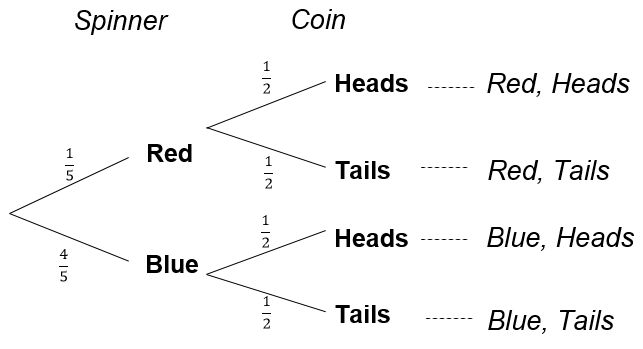 Spinner Coin
1/2 Heads ------- Red, Heads
1/5 Red
1/2 Tails ------- Red, Tails
4/5 Blue
1/2 Heads ------- Blue, Heads
1/2 Tails ------- Blue, Tails